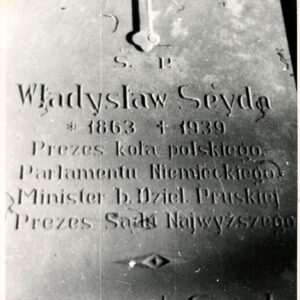 Ś. P.
Władysław Seyda
* 1863 † 1939
Prezes koła polskiego
Parlamentu Niemieckiego
Minister b. Dziel. Pruskiej
Prezes Sądu Najwyższego